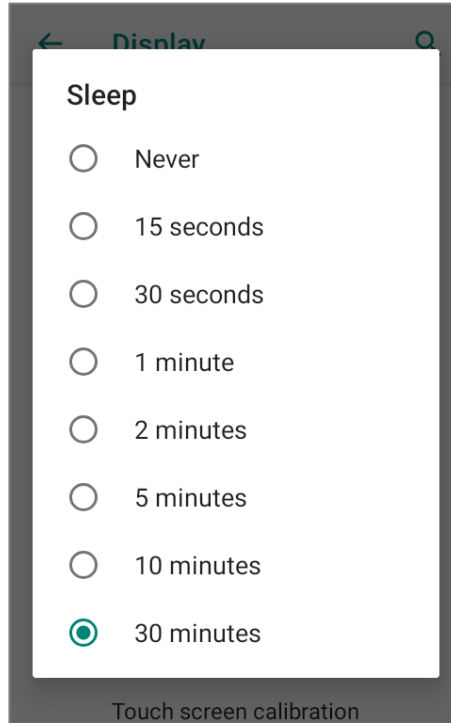 Display
Sleep
Never
15 seconds
30 seconds
1 minute
2 minutes
5 minutes
10 minutes
30 minutes
Touch screen calibration